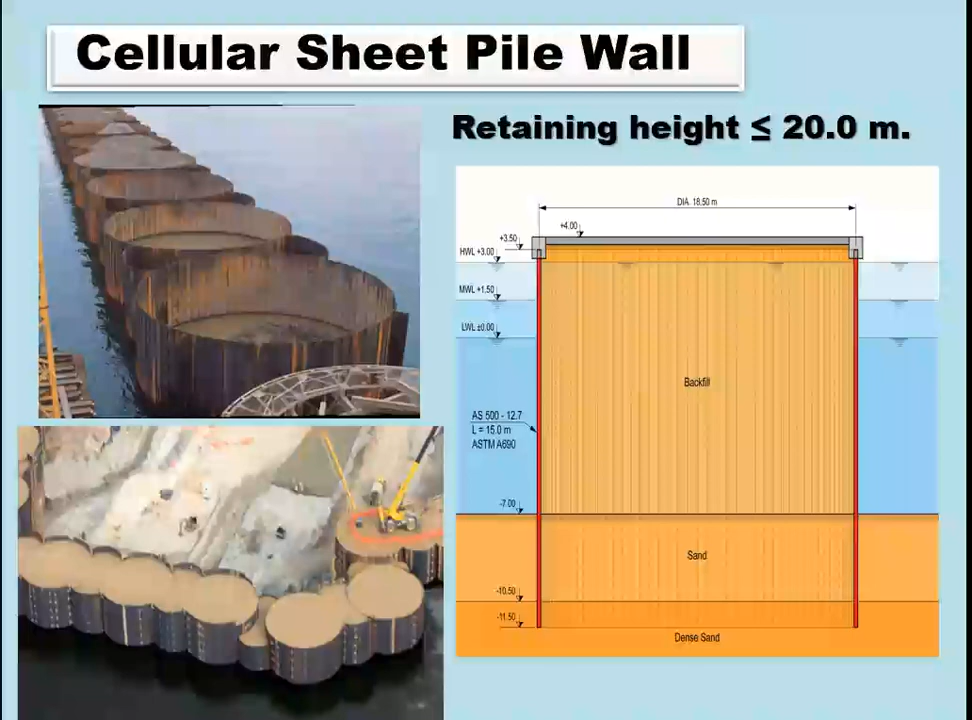 Cellular Sheet Pile Wall
Retaining height ≤ 20.0 m.
DIA. 18,50 m
+4.00
+3.50
HWL +3.00
MWL +1.50
LWL ±0.00
Backfill
AS 500 - 12.7
L = 15.0 m
ASTM A690
-7.00
Sand
-10.50
-11.50
Dense Sand